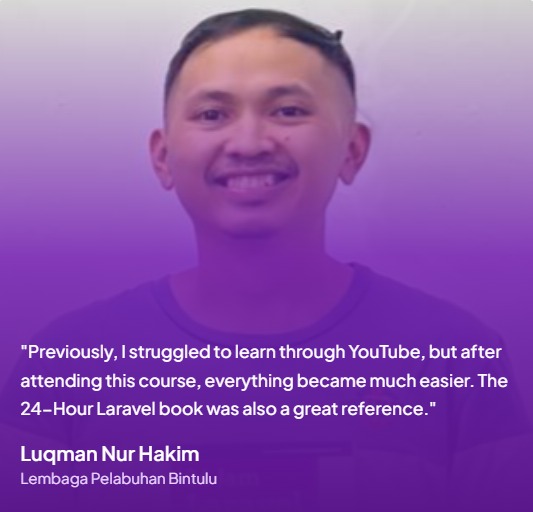 "Previously, I struggled to learn through YouTube, but after
attending this course, everything became much easier. The
24-Hour Laravel book was also a great reference."
Luqman Nur Hakim
Lembaga Pelabuhan Bintulu